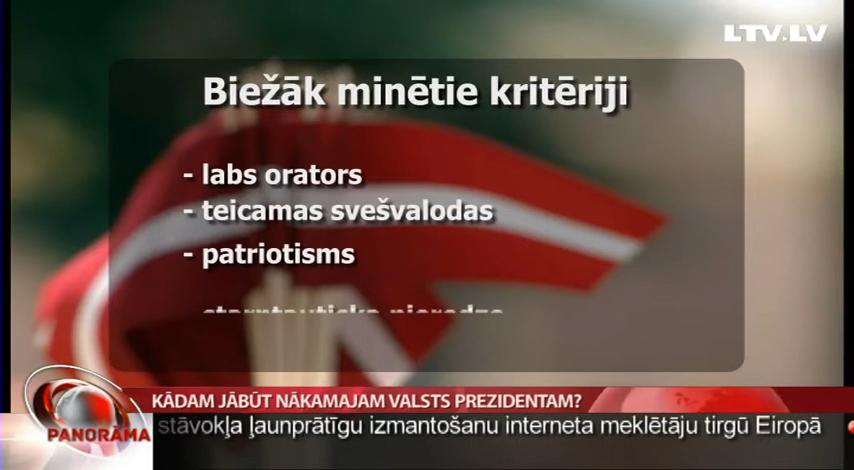 LTV.LV
Biežāk minētie kritēriji
- labs orators
- teicamas svešvalodas
- patriotisms
KĀDAM JĀBŪT NĀKAMAJAM VALSTS PREZIDENTAM?
PANORĀMA
stāvokļa ļaunprātīgu izmantošanu interneta meklētāju tirgū Eiropā